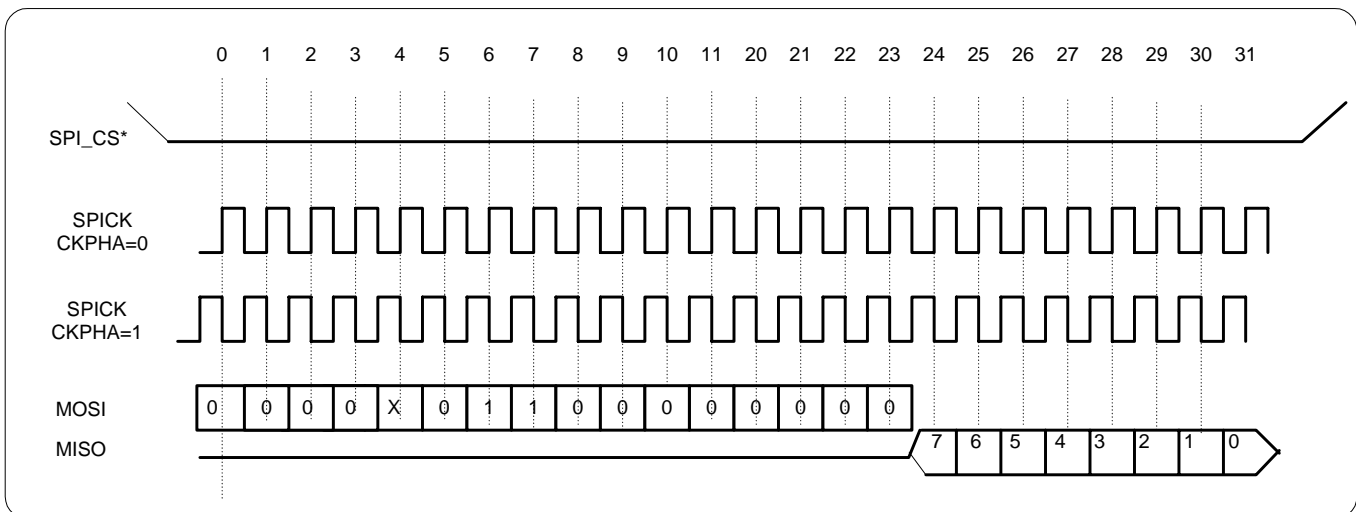 0 1 2 3 4 5 6 7 8 9 10 11 20 21 22 23 24 25 26 27 28 29 30 31
SPI_CS*
SPICK
CKPHA=0
SPICK
CKPHA=1
MOSI 0 0 0 0 X 0 1 1 0 0 0 0 0 0 0 0
MISO 7 6 5 4 3 2 1 0